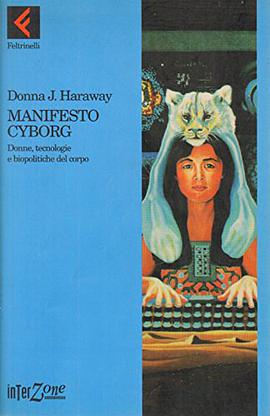 Feltrinelli
Donna J. Haraway
MANIFESTO
CYBORG
Donne, tecnologie
e biopolitiche del corpo
inTerZone